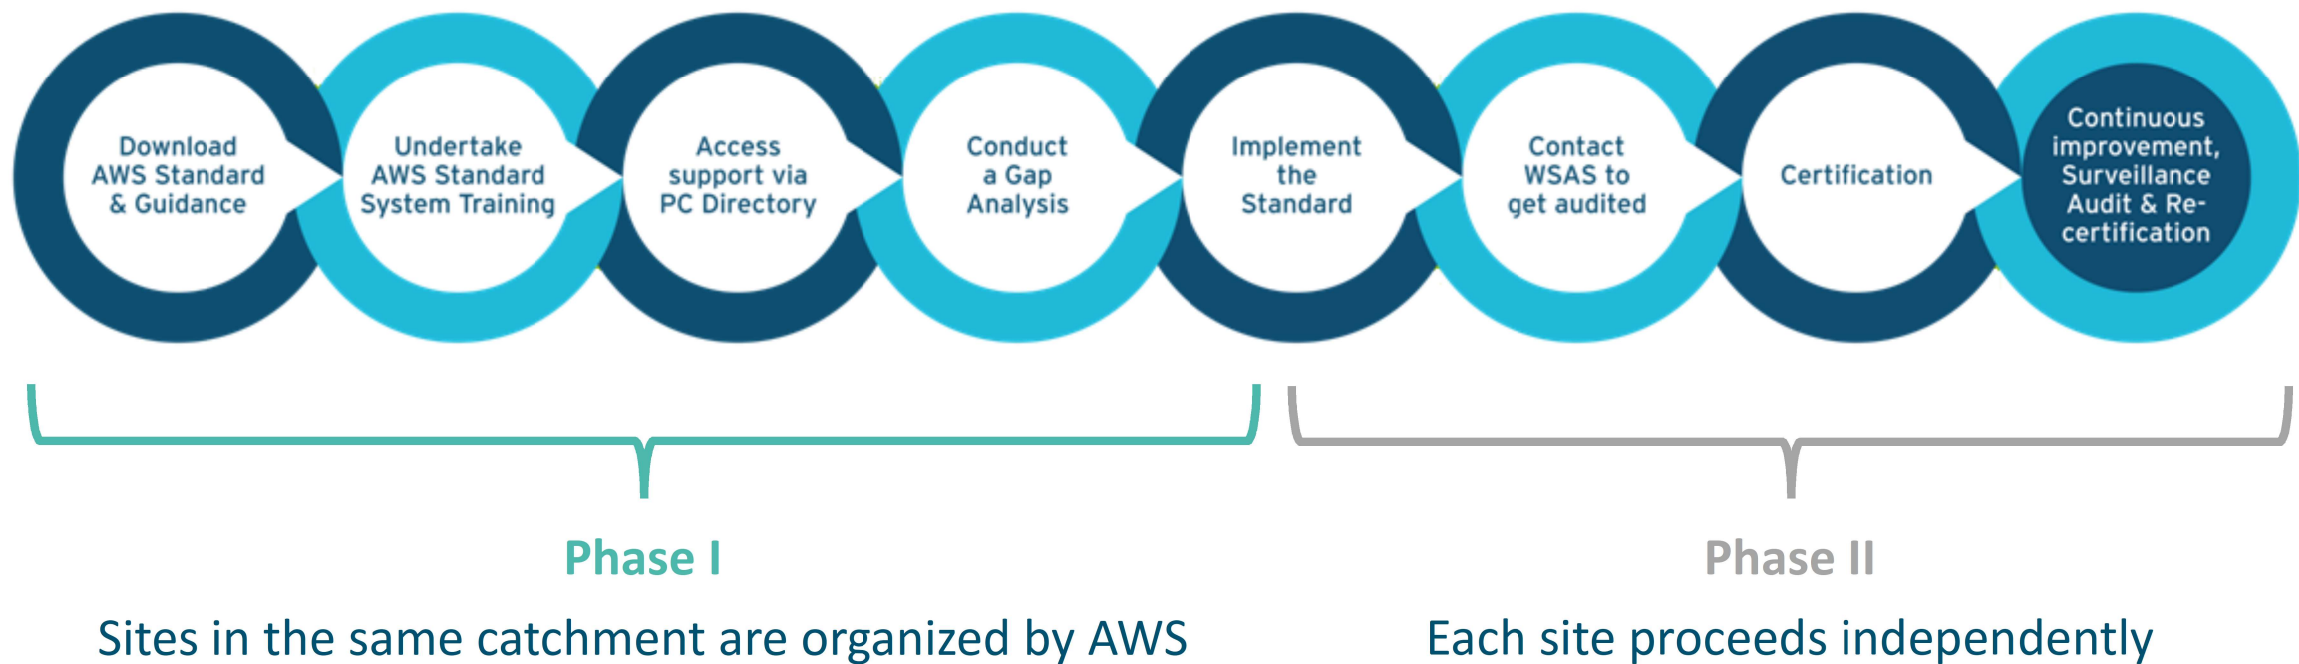 Download
AWS Standard
& Guidance
Undertake
AWS Standard
System Training
Access
support via
PC Directory
Conduct
a Gap
Analysis
Implement
the
Standard
Contact
WSAS to
get audited
Certification
Continuous
improvement,
Surveillance
Audit & Re-
certification
Phase I
Sites in the same catchment are organized by AWS
Phase II
Each site proceeds independently